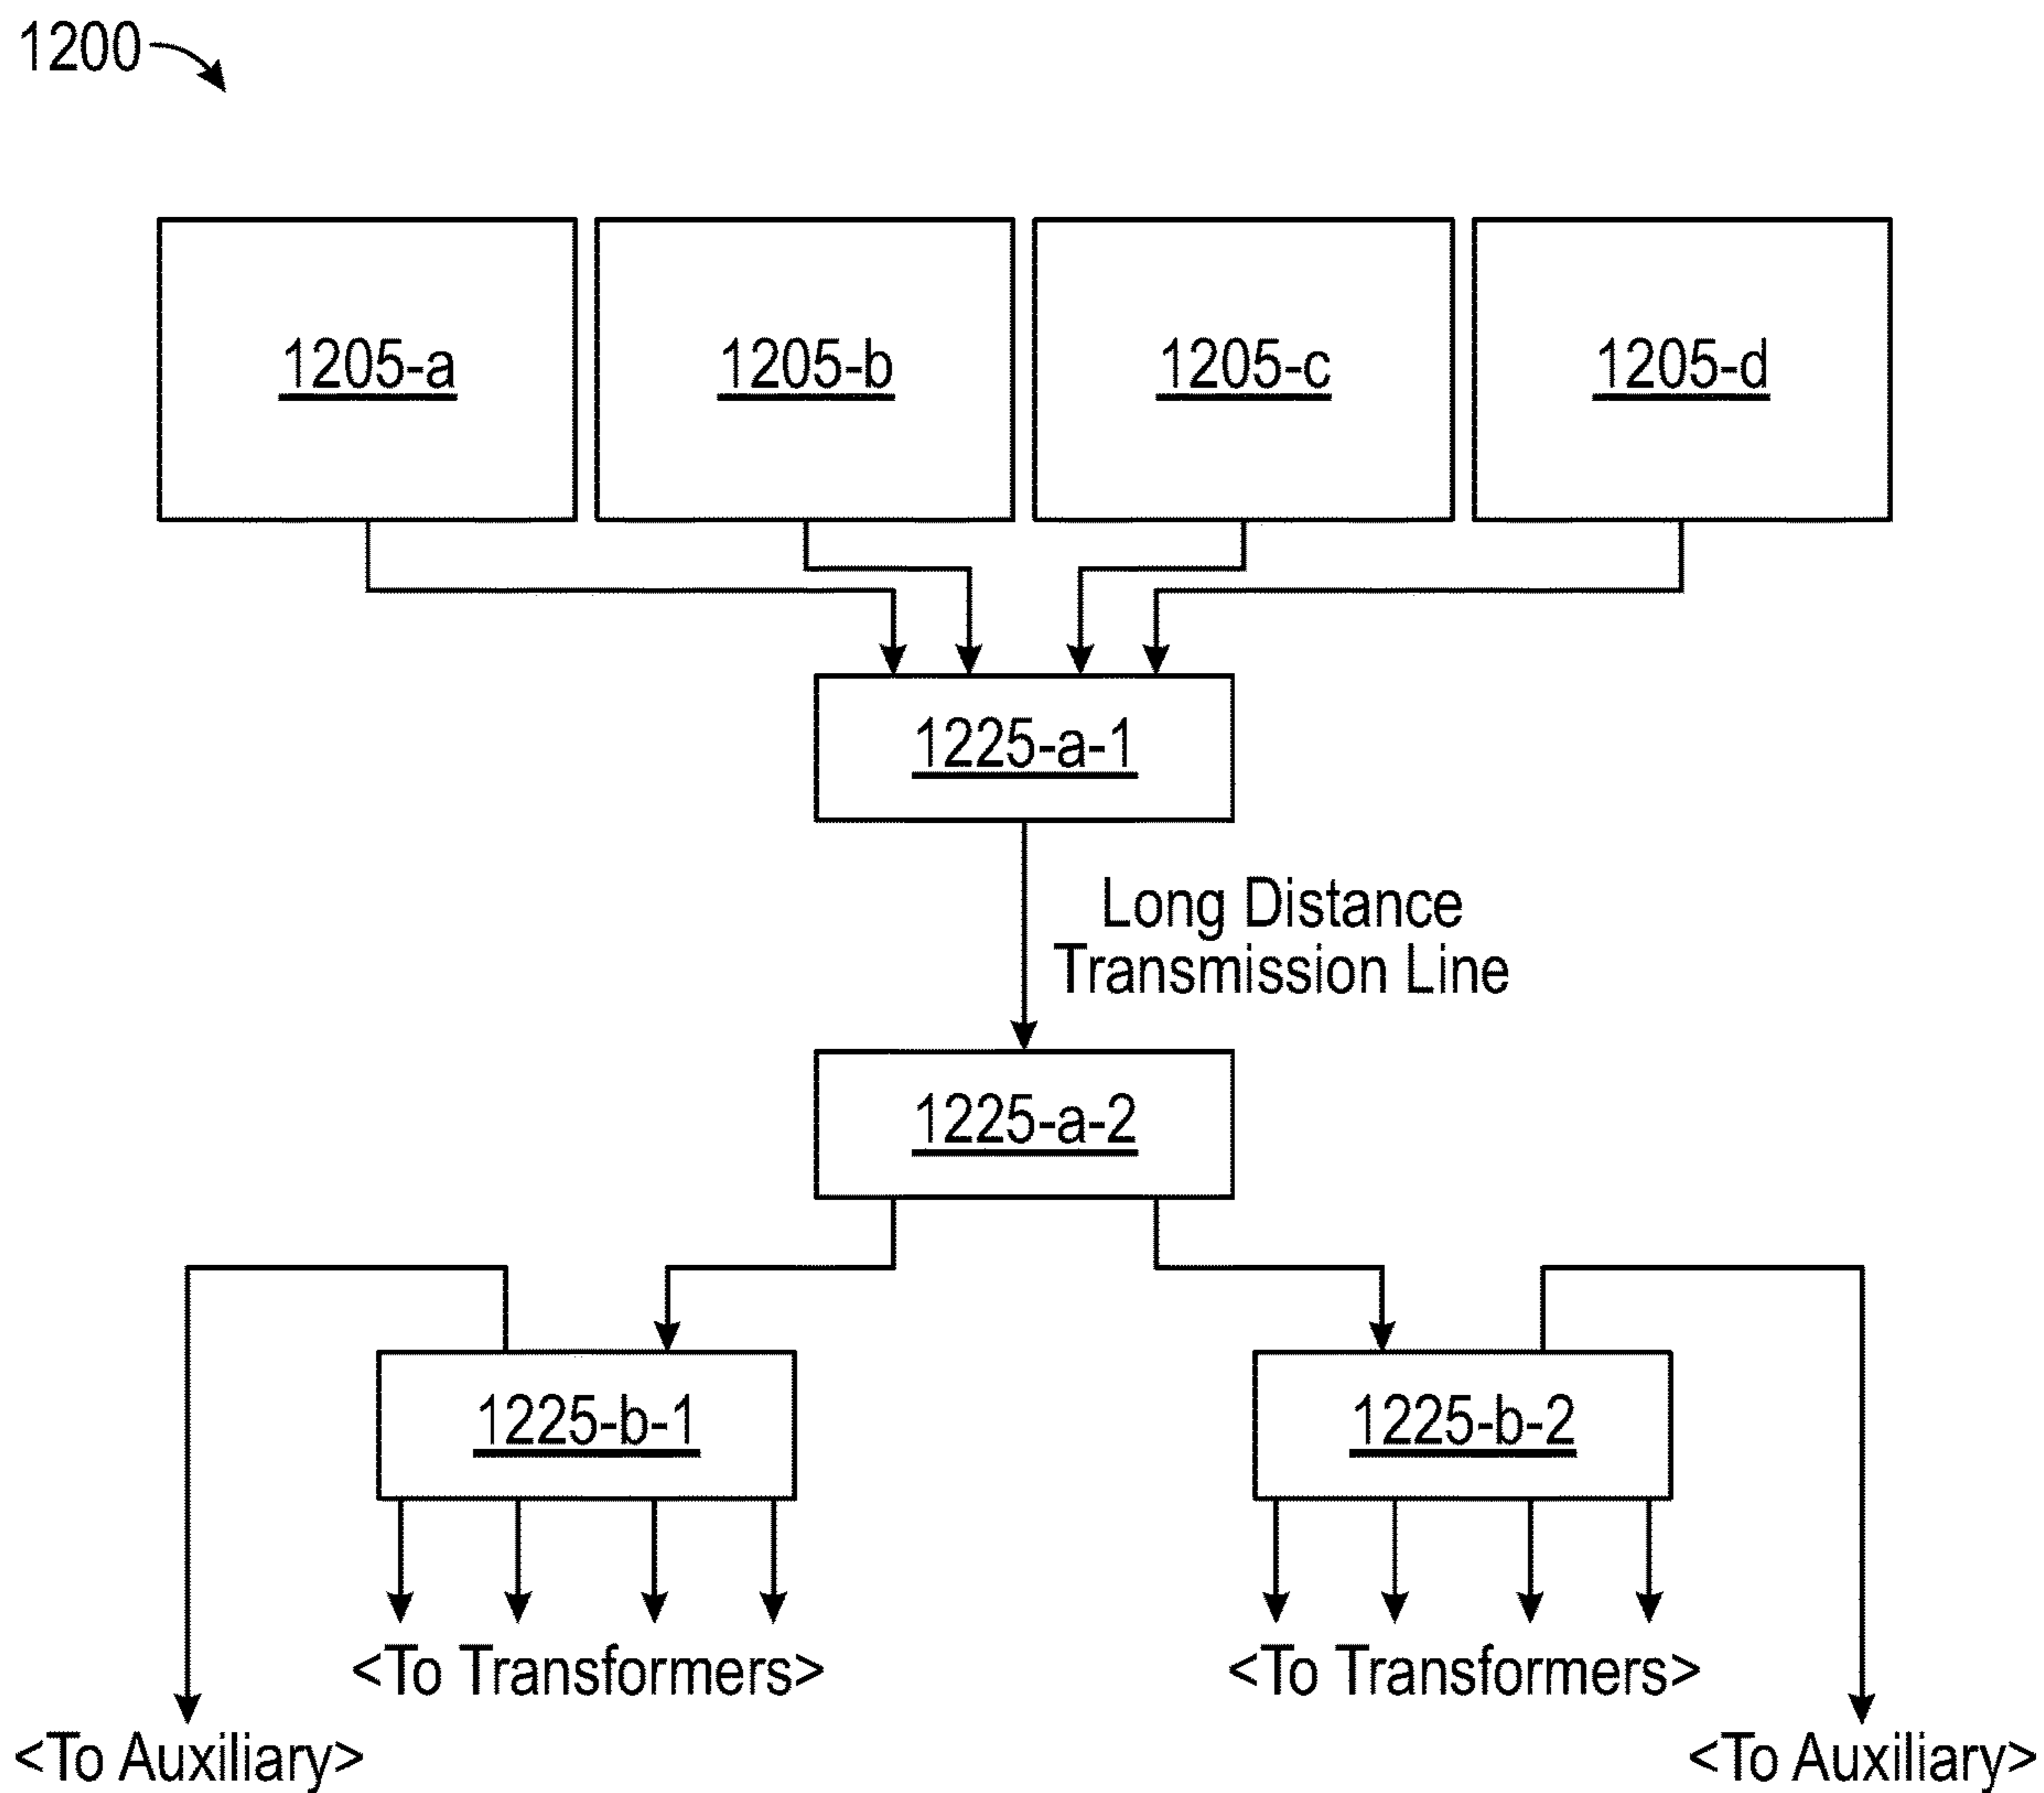 1200
1205-a
1205-b
1205-c
1205-d
1225-a-1
Long Distance
Transmission Line
1225-a-2
1225-b-1
1225-b-2
<To Transformers>
<To Transformers>
<To Auxiliary>
<To Auxiliary>